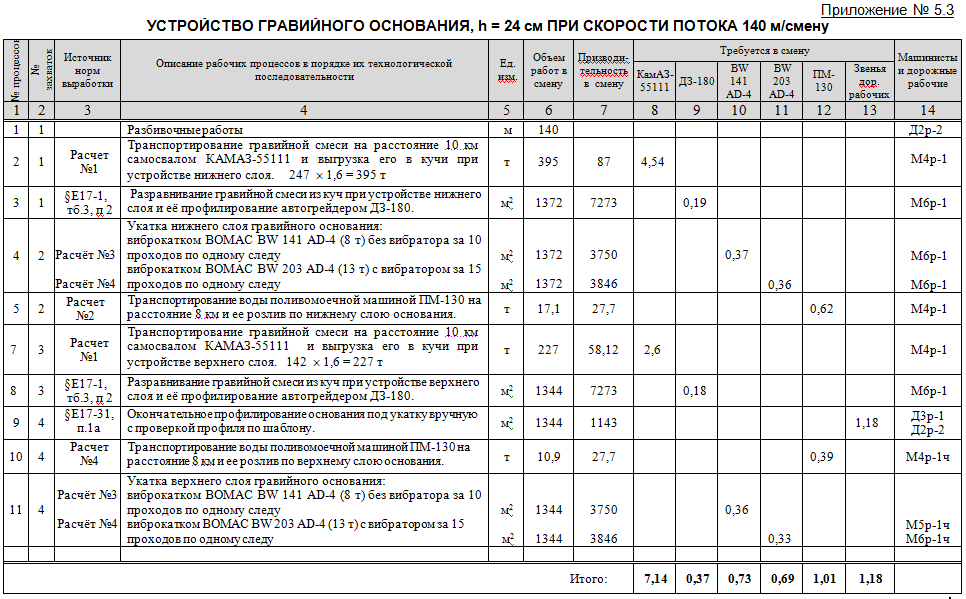 Приложение № 5.3
УСТРОЙСТВО ГРАВИЙНОГО ОСНОВАНИЯ, h = 24 см ПРИ СКОРОСТИ ПОТОКА 140 м/смену
№ процессов
№ захваток
Источник норм выработки
Описание рабочих процессов в порядке их технологической последовательности
Ед. изм.
Объем работ в смену
Призводи-тельность в смену
Требуется в смену
КамАЗ-55111
ДЗ-180
BW 141 AD-4
BW 203 AD-4
ПМ-130
Звенья дор. рабочих
Машинисты и дорожные рабочие
1 2 3 4 5 6 7 8 9 10 11 12 13 14
1 1 Разбивочные работы м 140 Д2р-2
2 1 Расчет №1
Транспортирование гравийной смеси на расстояние 10 км
самосвалом КАМАЗ-55111 и выгрузка его в кучи при
устройстве нижнего слоя. 247 × 1,6 = 395 т
т 395 87 4,54 М4р-1
3 1 §Е17-1, тб.3, п 2
Разравнивание гравийной смеси из куч при устройстве нижнего
слоя и её профилирование автогрейдером ДЗ-180.
м2 1372 7273 0,19 М6р-1
4 2
Укатка нижнего слоя гравийного основания:
виброкатком ВОМАС BW 141 AD-4 (8 т) без вибратора за 10
Расчёт №3 проходов по одному следу м2 1372 3750 0,37 М6р-1
виброкатком ВОМАС BW 203 AD-4 (13 т) с вибратором за 15
Расчёт №4 проходов по одному следу м2 1372 3846 0,36 М6р-1
5 2 Расчет №2
Транспортирование воды поливомоечной машиной ПМ-130 на
расстояние 8 км и ее розлив по нижнему слою основания.
т 17,1 27,7 0,62 М4р-1
7 3 Расчет №1
Транспортирование гравийной смеси на расстояние 10 км
самосвалом КАМАЗ-55111 и выгрузка его в кучи при
устройстве верхнего слоя. 142 × 1,6 = 227 т
т 227 58,12 2,6 М4р-1
8 3 §Е17-1, тб.3, п 2
Разравнивание гравийной смеси из куч при устройстве верхнего
слоя и её профилирование автогрейдером ДЗ-180.
м2 1344 7273 0,18 М6р-1
9 4 §Е17-31, п.1а
Окончательное профилирование основания под укатку вручную
с проверкой профиля по шаблону.
м2 1344 1143 1,18 Д3р-1 Д2р-2
10 4 Расчет №4
Транспортирование воды поливомоечной машиной ПМ-130 на
расстояние 8 км и ее розлив по верхнему слою основания.
т 10,9 27,7 0,39 М4р-1ч
11 4
Укатка верхнего слоя гравийного основания:
Расчёт №3 виброкатком ВОМАС BW 141 AD-4 (8 т) без вибратора за 10
проходов по одному следу м2 1344 3750 0,36
Расчёт №4 виброкатком ВОМАС BW 203 AD-4 (13 т) с вибратором за 15 М5р-1ч
проходов по одному следу м2 1344 3846 0,33 М6р-1ч
Итого: 7,14 0,37 0,73 0,69 1,01 1,18